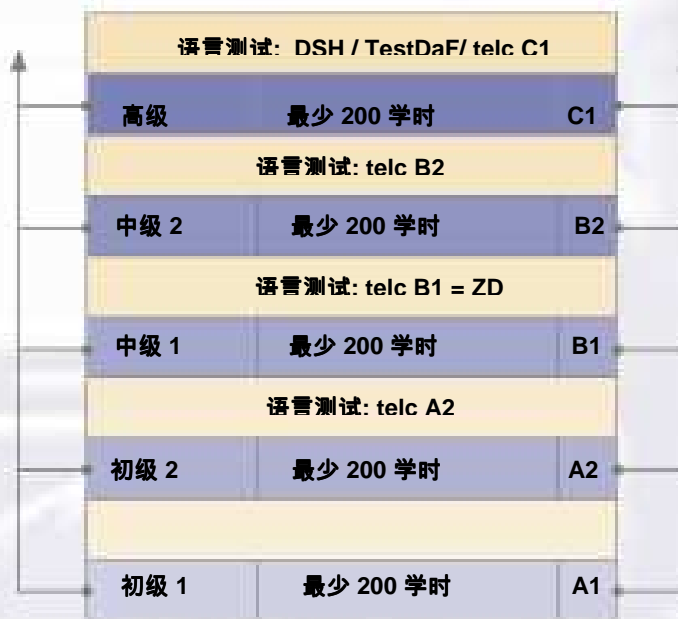 语言测试: DSH / TestDaF/ telc C1
高级 最少 200 学时 C1
语言测试: telc B2
中级 2 最少 200 学时 B2
语言测试: telc B1 = ZD
中级 1 最少 200 学时 B1
语言测试: telc A2
初级 2 最少 200 学时 A2
初级 1 最少 200 学时 A1